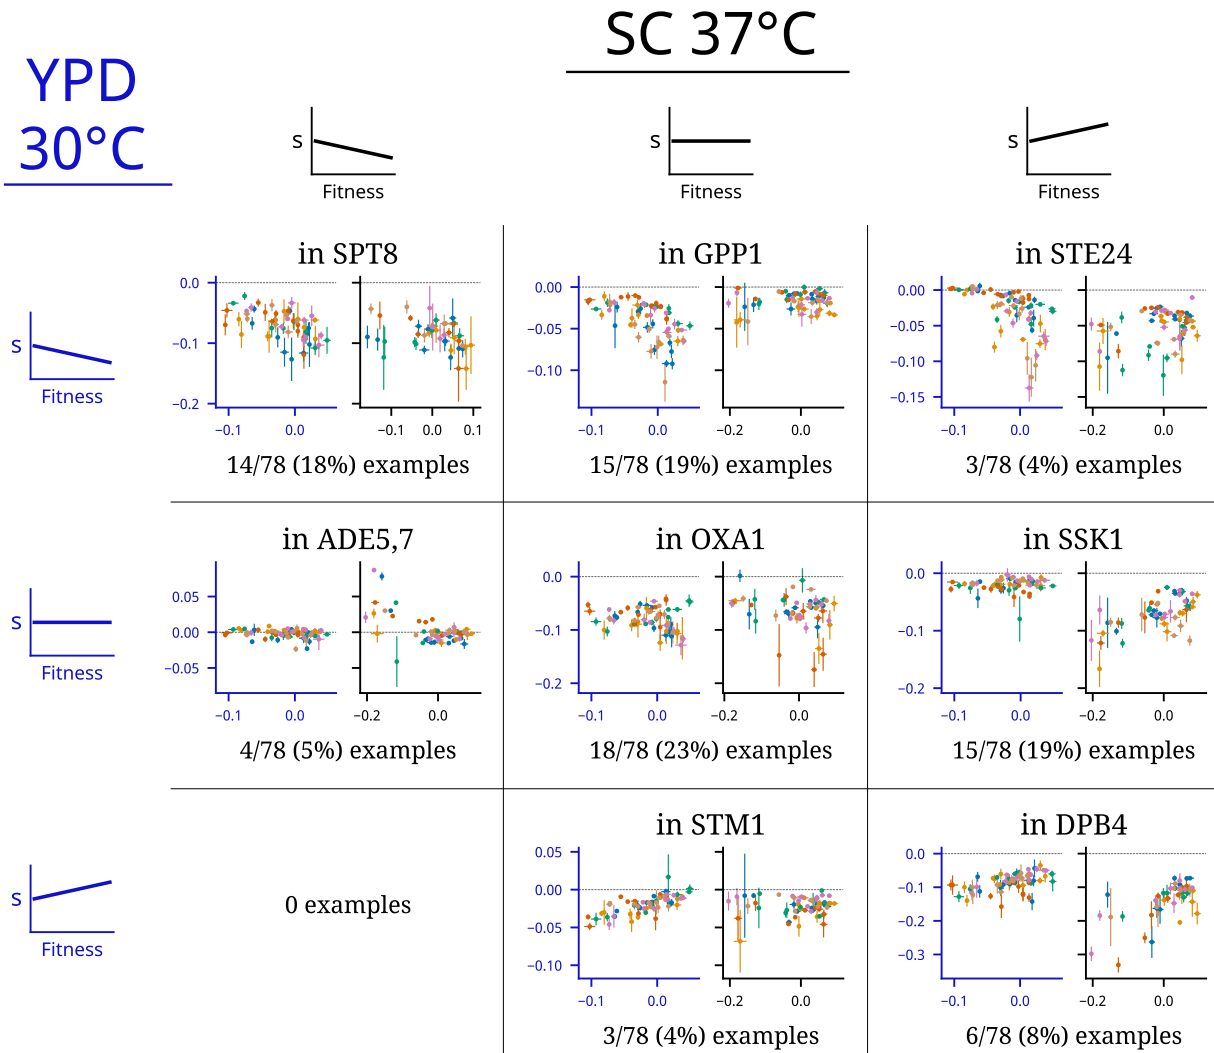 SC 37°C
YPD
30°C
s
Fitness
s
Fitness
s
Fitness
in SPT8
in GPP1
in STE24
s
Fitness
0.0
−0.1
−0.2
−0.1
0.0
−0.1
0.0
0.1
0.00
−0.05
−0.10
−0.1
0.0
−0.2
0.0
0.00
−0.05
−0.10
−0.15
−0.1
0.0
−0.2
0.0
14/78 (18%) examples
15/78 (19%) examples
3/78 (4%) examples
in ADE5,7
in OXA1
in SSK1
s
Fitness
0.05
0.00
−0.05
−0.1
0.0
−0.2
0.0
0.0
−0.1
−0.2
−0.1
0.0
−0.2
0.0
0.0
−0.1
−0.2
−0.1
0.0
−0.2
0.0
4/78 (5%) examples
18/78 (23%) examples
15/78 (19%) examples
in STM1
in DPB4
s
Fitness
0 examples
0.05
0.00
−0.05
−0.10
−0.1
0.0
−0.2
0.0
0.0
−0.1
−0.2
−0.3
−0.1
0.0
−0.2
0.0
3/78 (4%) examples
6/78 (8%) examples